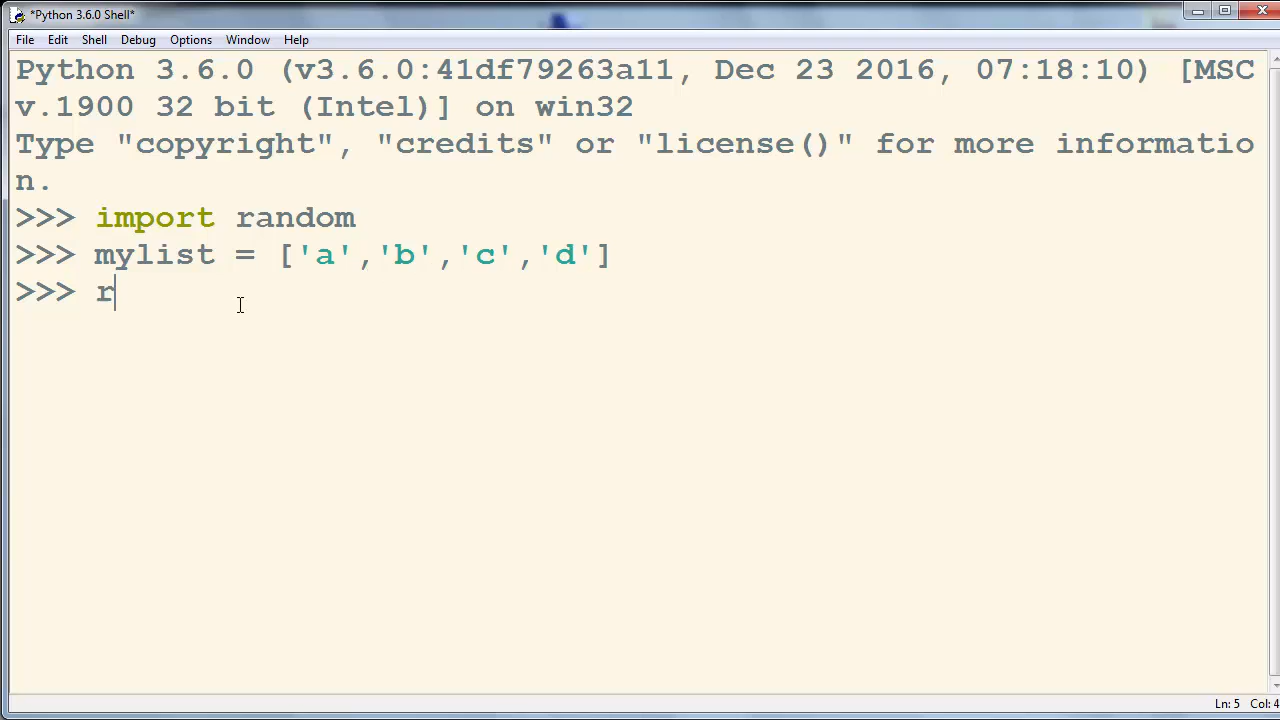 *Python 3.6.0 Shell*
File Edit Shell Debug Options Window Help
Python 3.6.0 (v3.6.0:41df79263a11, Dec 23 2016, 07:18:10) [MSC
v.1900 32 bit (Intel)] on win32
Type "copyright", "credits" or "license()" for more informatio
n.
>>> import random
>>> mylist = ['a','b','c','d']
>>> r
Ln: 5 Col: 4